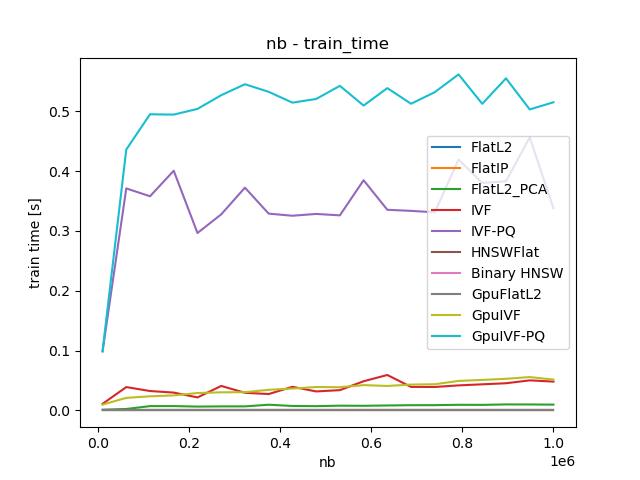 nb - train_time
train time [s]
0.5
0.4
0.3
0.2
0.1
0.0
FlatL2
FlatIP
FlatL2_PCA
IVF
IVF-PQ
HNSWFlat
Binary HNSW
GpuFlatL2
GpuIVF
GpuIVF-PQ
0.0 0.2 0.4 0.6 0.8 1.0
1e6
nb